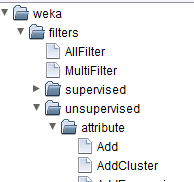 weka
filters
AllFilter
MultiFilter
supervised
unsupervised
attribute
Add
AddCluster